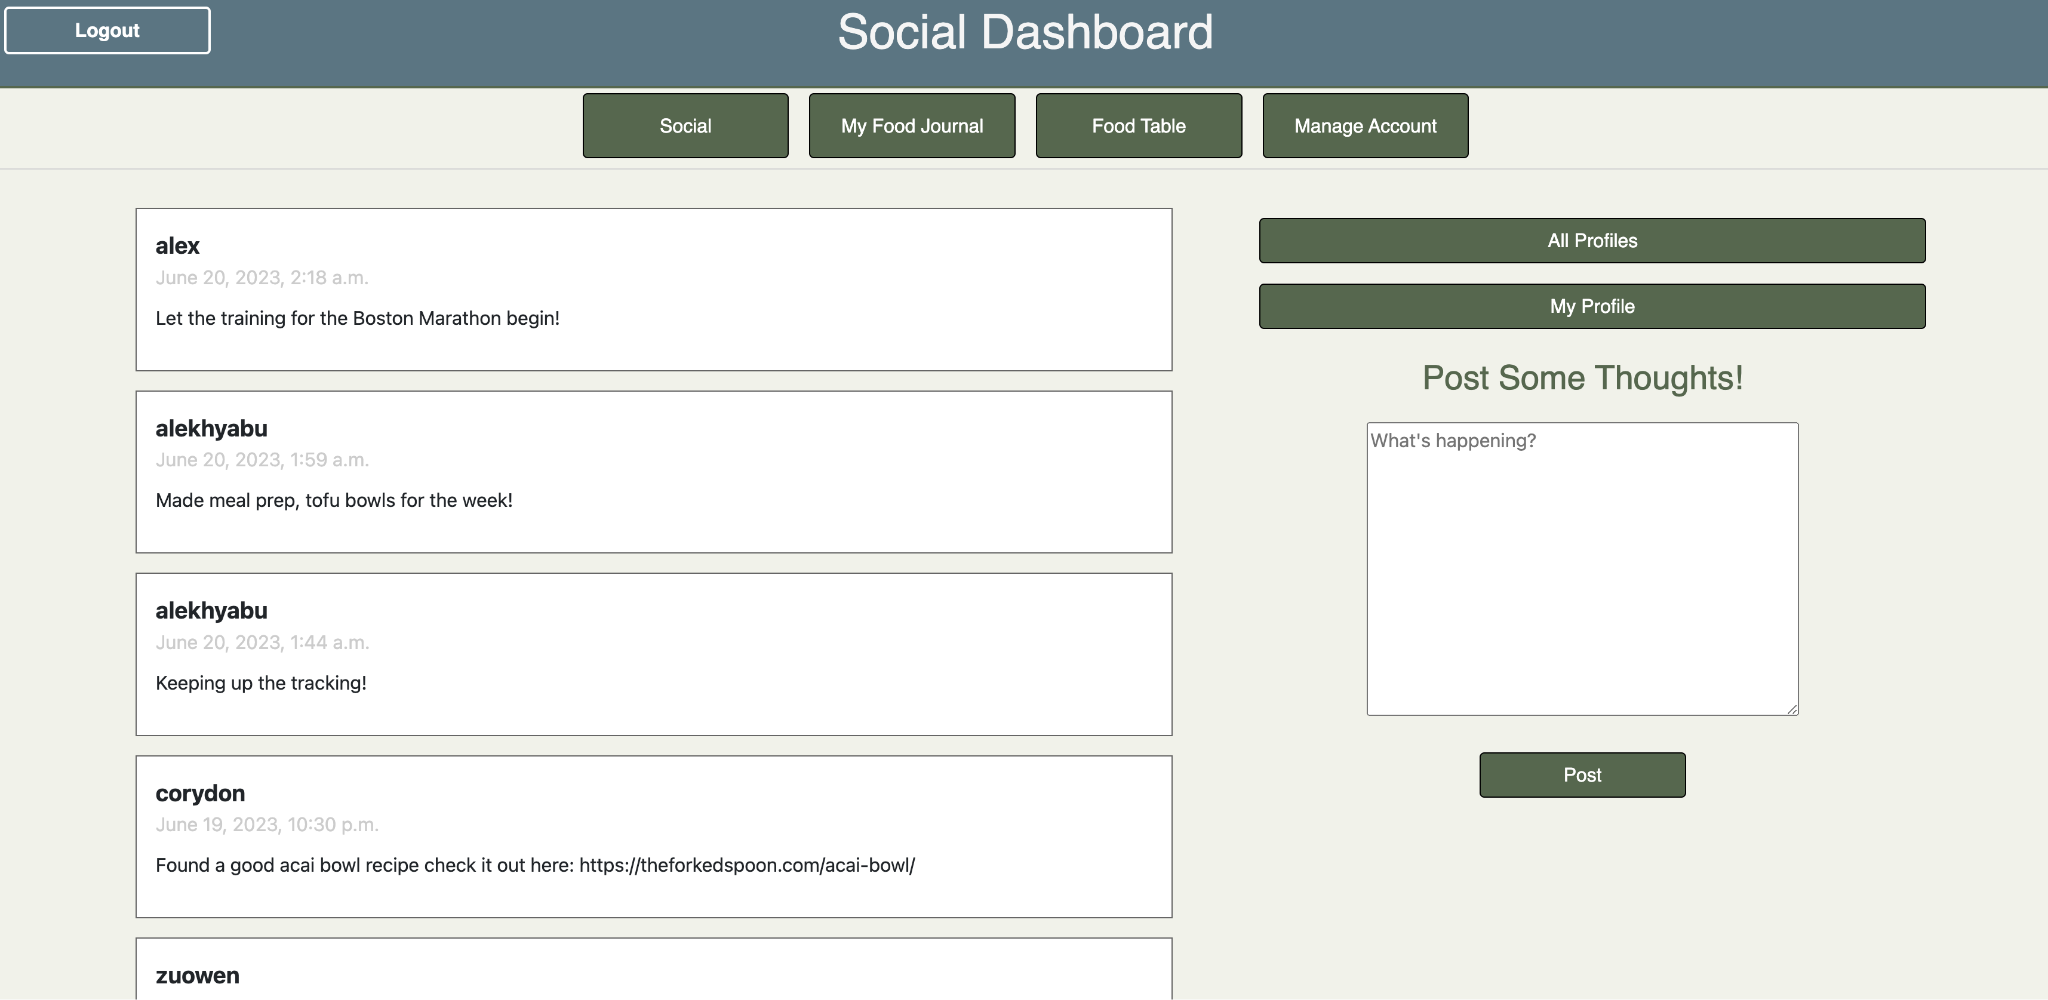 Logout
Social Dashboard
Social
My Food Journal
Food Table
Manage Account
alex
June 20, 2023, 2:18 a.m.
Let the training for the Boston Marathon begin!
alekhyabu
June 20, 2023, 1:59 a.m.
Made meal prep, tofu bowls for the week!
alekhyabu
June 20, 2023, 1:44 a.m.
Keeping up the tracking!
corydon
June 19, 2023, 10:30 p.m.
Found a good acai bowl recipe check it out here: https://theforkedspoon.com/acai-bowl/
zuowen
All Profiles
My Profile
Post Some Thoughts!
What's happening?
Post